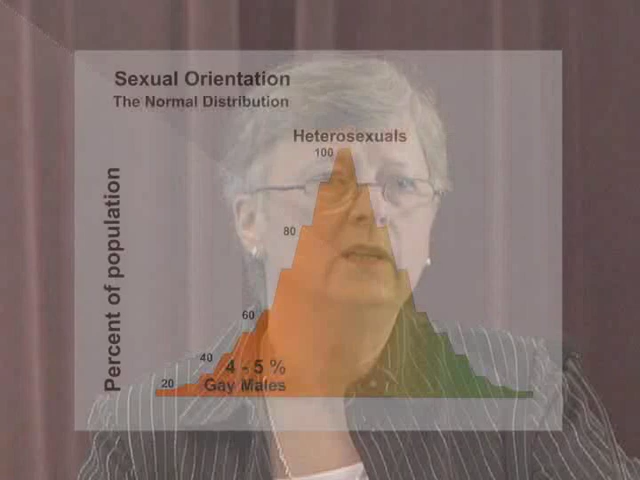 Sexual Orientation
The Normal Distribution
Heterosexuals
100
80
60
40
20
4 - 5 %
Gay Males
Percent of population